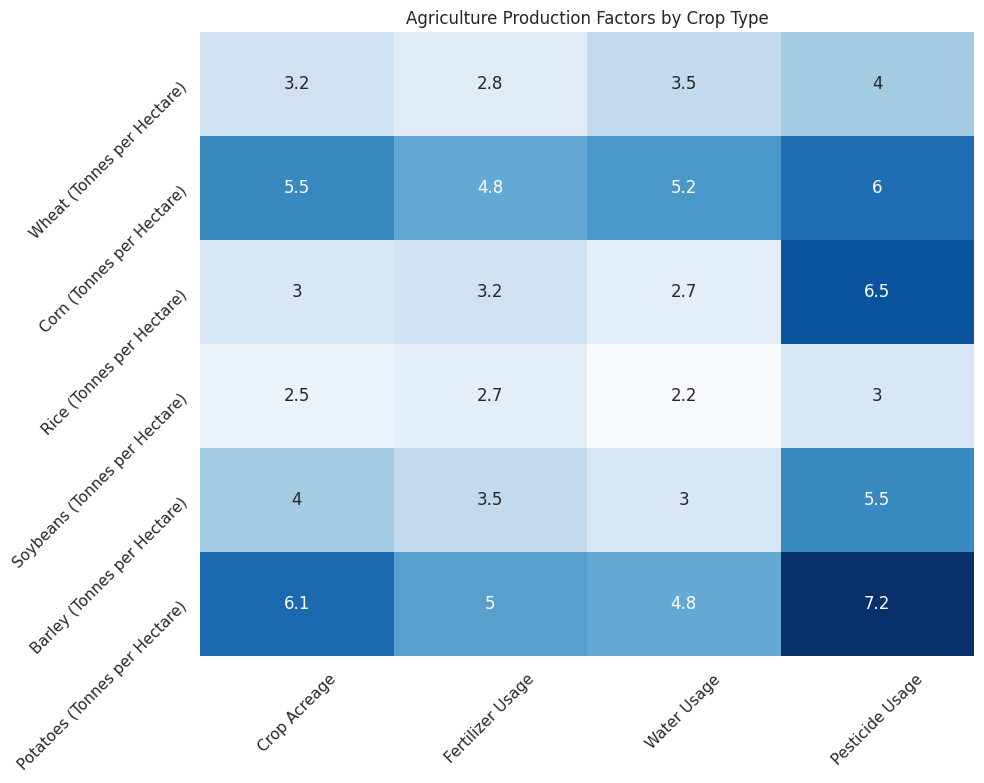 Agriculture Production Factors by Crop Type
Wheat (Tonnes per Hectare)
3.2 2.8 3.5 4
Corn (Tonnes per Hectare)
5.5 4.8 5.2 6
Rice (Tonnes per Hectare)
3 3.2 2.7 6.5
Soybeans (Tonnes per Hectare)
2.5 2.7 2.2 3
Barley (Tonnes per Hectare)
4 3.5 3 5.5
Potatoes (Tonnes per Hectare)
6.1 5 4.8 7.2
Crop Acreage
Fertilizer Usage
Water Usage
Pesticide Usage